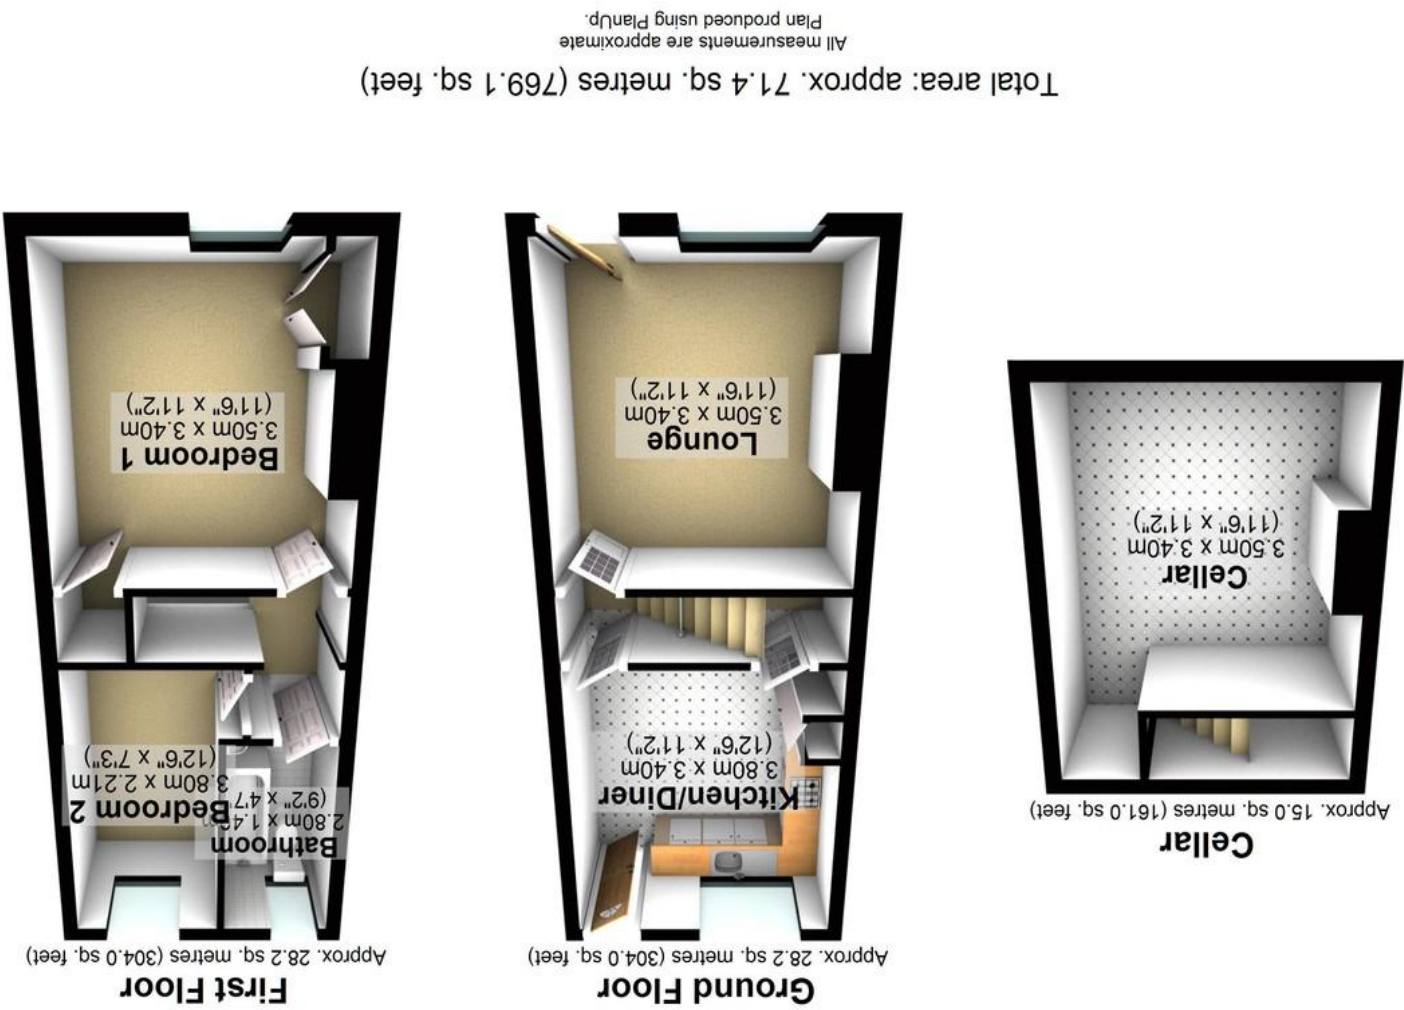 Cellar
Approx. 15.0 sq. metres (161.0 sq. feet)
Cellar
3.50m x 3.40m
(11'6" x 11'2")
Ground Floor
Approx. 28.2 sq. metres (304.0 sq. feet)
Kitchen/Diner
3.80m x 3.40m
(12'6" x 11'2")
Lounge
3.50m x 3.40m
(11'6" x 11'2")
First Floor
Approx. 28.2 sq. metres (304.0 sq. feet)
Bathroom
2.80m x
(9'2" x 4'7"
Bedroom 2
3.80m x 2.21m
(12'6" x 7'3")
Bedroom 1
3.50m x 3.40m
(11'6" x 11'2")
Total area: approx. 71.4 sq. metres (769.1 sq. feet)
All measurements are approximate
Plan produced using PlanUp.